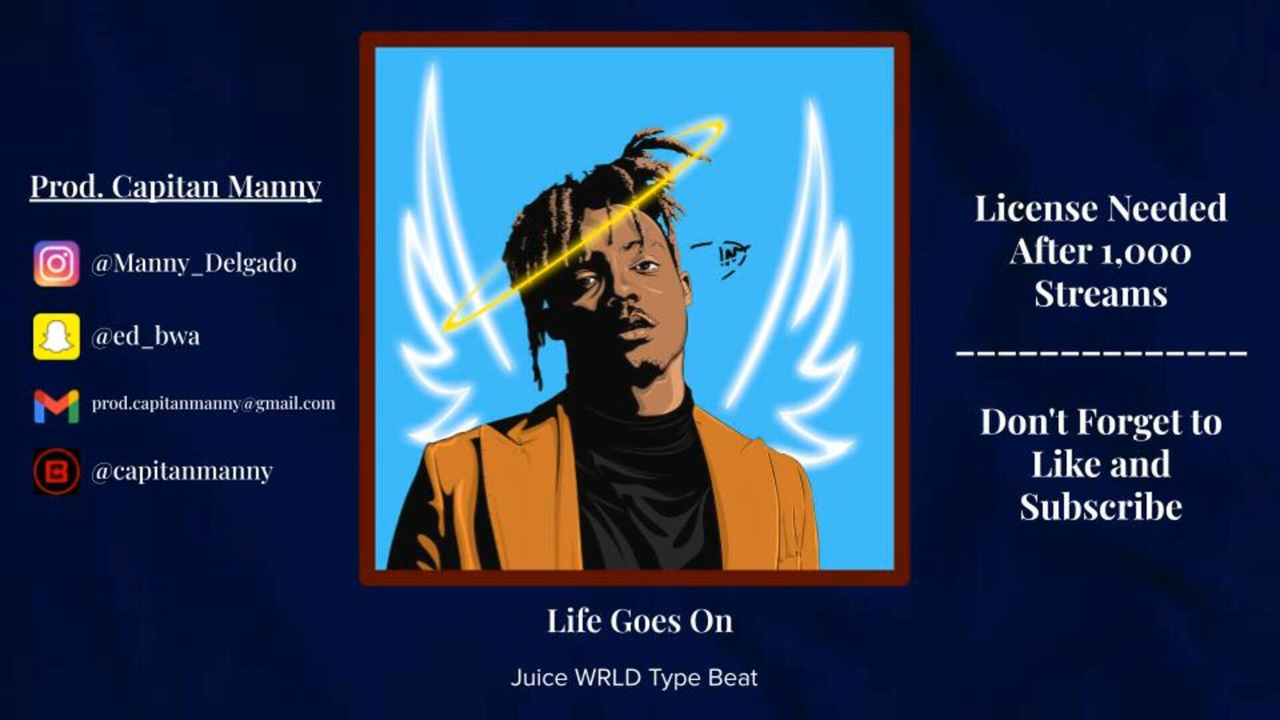 Prod. Capitan Manny
@Manny_Delgado
@ed_bwa
prod.capitanmanny@gmail.com
@capitanmanny
License Needed
After 1,000
Streams
Don't Forget to
Like and
Subscribe
Life Goes On
Juice WRLD Type Beat